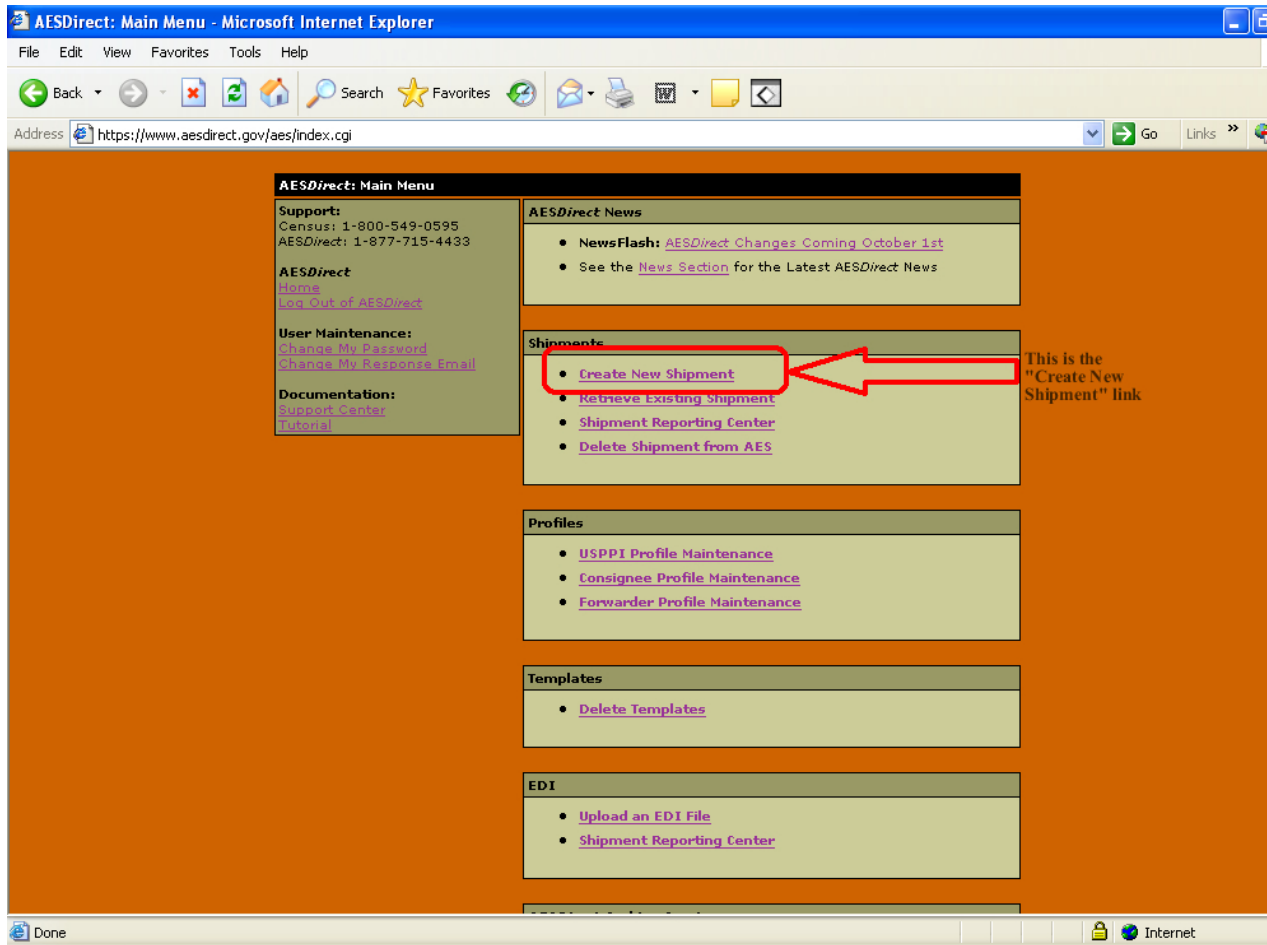 AESDirect: Main Menu - Microsoft Internet Explorer
File Edit View Favorites Tools Help
Back Search Favorites
Address https://www.aesdirect.gov/aes/index.cgi Go Links »
AESDirect: Main Menu
Support:
Census: 1-800-549-0595
AESDirect: 1-877-715-4433
AESDirect
Home
Log Out of AESDirect
User Maintenance:
Change My Password
Change My Response Email
Documentation:
Support Center
Tutorial
AESDirect News
• NewsFlash: AESDirect Changes Coming October 1st
• See the News Section for the Latest AESDirect News
Shipments
• Create New Shipment
• Retrieve Existing Shipment
• Shipment Reporting Center
• Delete Shipment from AES
This is the
"Create New
Shipment" link
Profiles
• USPPI Profile Maintenance
• Consignee Profile Maintenance
• Forwarder Profile Maintenance
Templates
• Delete Templates
EDI
• Upload an EDI File
• Shipment Reporting Center
Done Internet